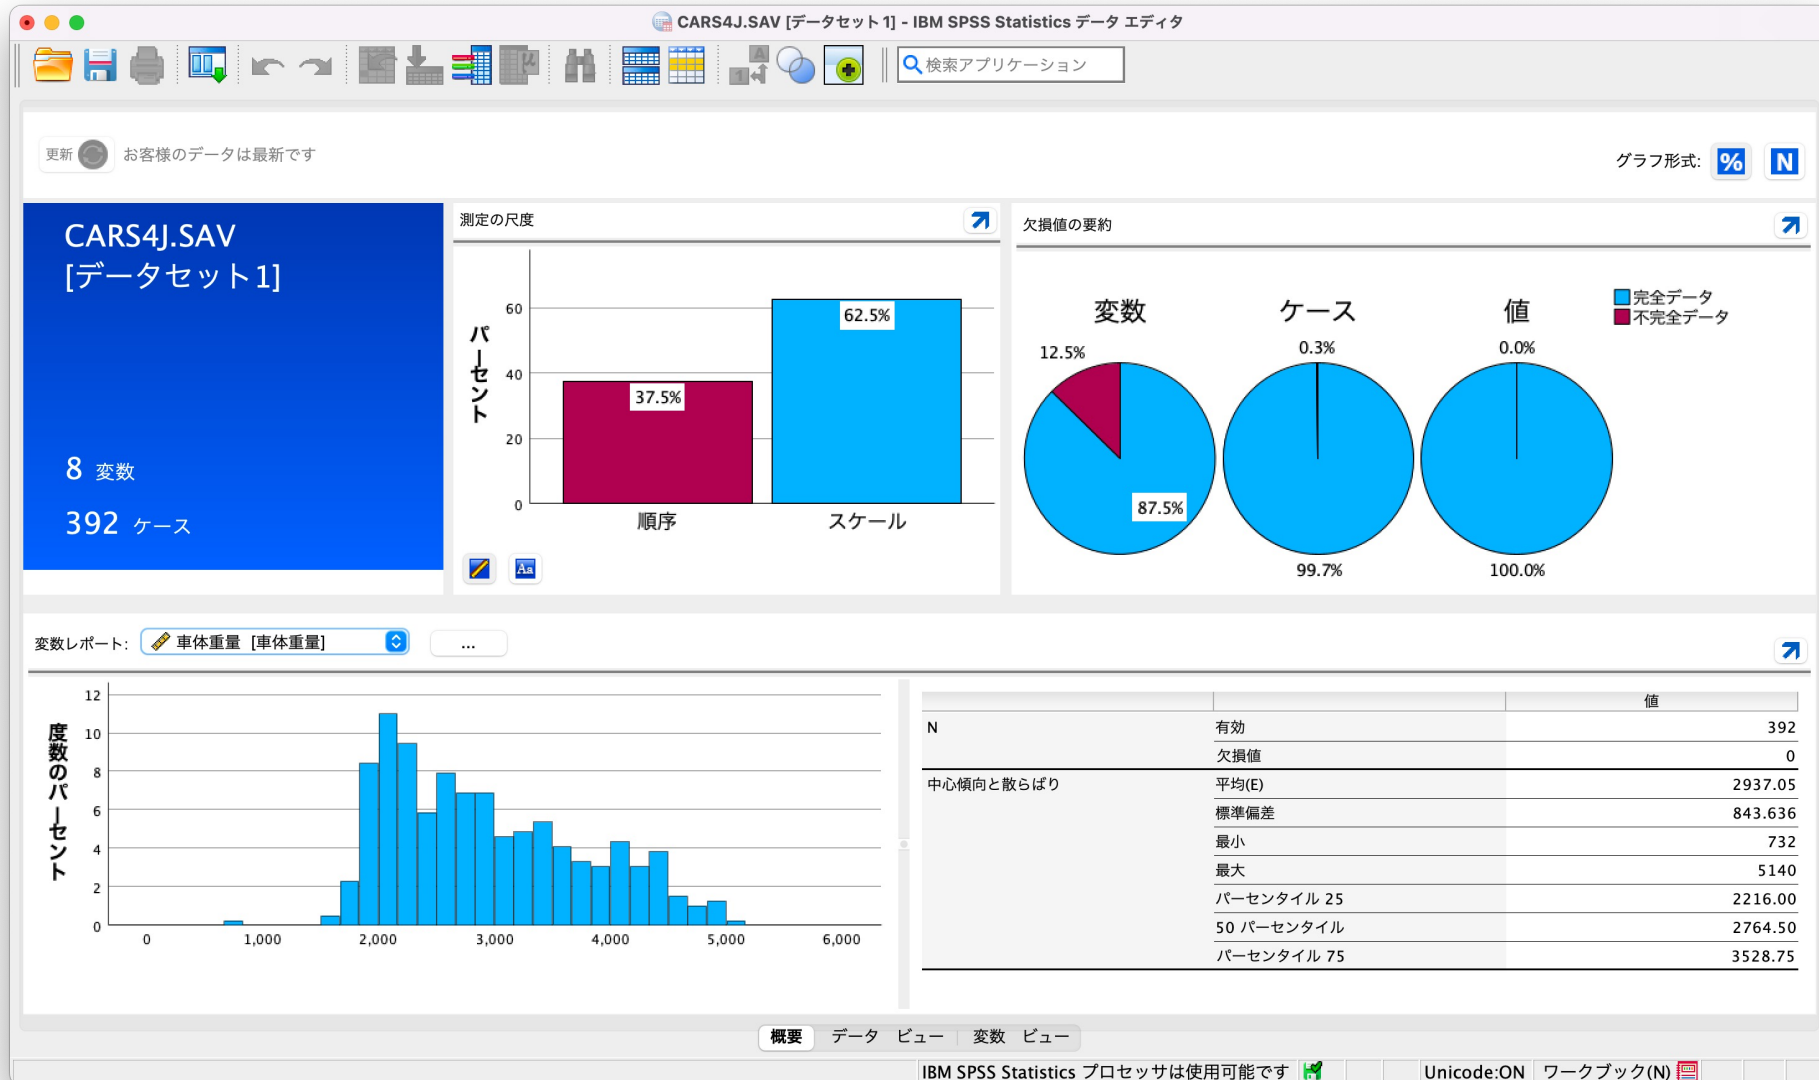 CARS4J.SAV [データセット1] - IBM SPSS Statistics データ エディタ
検索アプリケーション
更新 お客様のデータは最新です
グラフ形式: % N
CARS4J.SAV
[データセット1]
8 変数
392 ケース
測定の尺度
パーセント
60
40
20
0
37.5%
62.5%
順序 スケール
Aa
欠損値の要約
変数 ケース 値
完全データ
不完全データ
12.5% 0.3% 0.0%
87.5%
99.7% 100.0%
変数レポート: 車体重量 [車体重量] ...
度数のパーセント
12
10
8
6
4
2
0
0 1,000 2,000 3,000 4,000 5,000 6,000
値
N 有効 392
欠損値 0
中心傾向と散らばり 平均(E) 2937.05
標準偏差 843.636
最小 732
最大 5140
パーセンタイル 25 2216.00
50 パーセンタイル 2764.50
パーセンタイル 75 3528.75
概要 データ ビュー 変数 ビュー
IBM SPSS Statistics プロセッサは使用可能です Unicode:ON ワークブック(N)